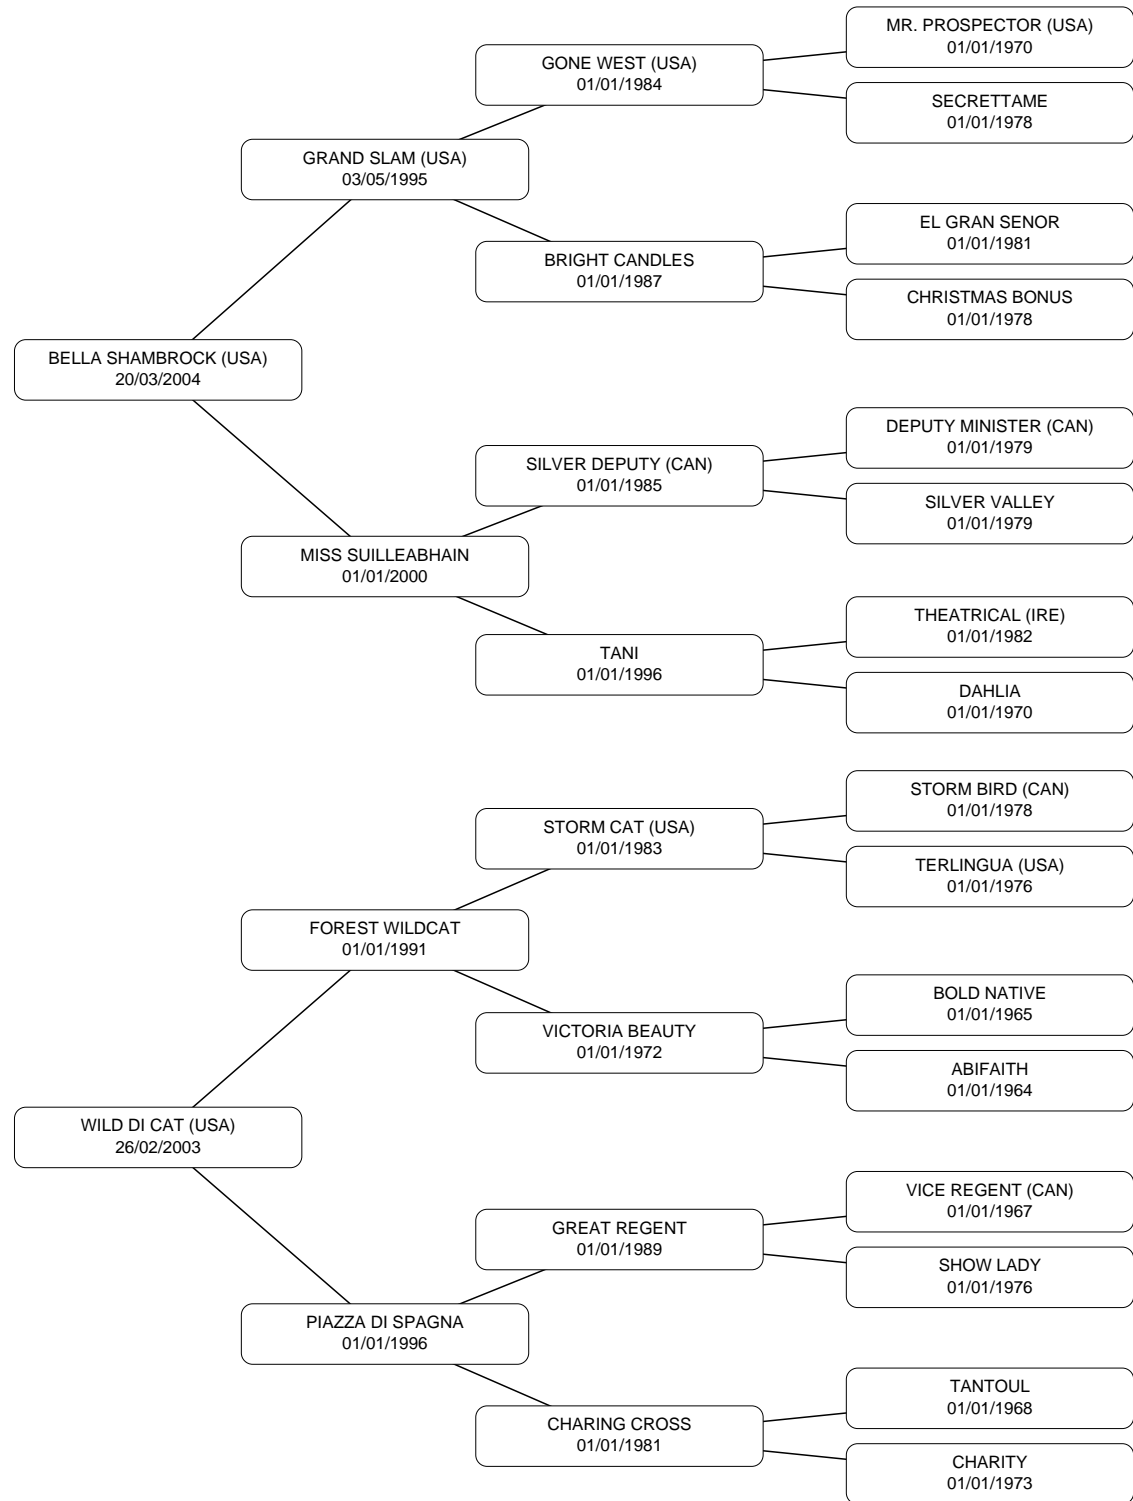 MR. PROSPECTOR (USA)
01/01/1970
GONE WEST (USA)
01/01/1984
SECRETTAME
01/01/1978
GRAND SLAM (USA)
03/05/1995
EL GRAN SENOR
01/01/1981
BRIGHT CANDLES
01/01/1987
CHRISTMAS BONUS
01/01/1978
BELLA SHAMBROCK (USA)
20/03/2004
DEPUTY MINISTER (CAN)
01/01/1979
SILVER DEPUTY (CAN)
01/01/1985
SILVER VALLEY
01/01/1979
MISS SUILLEABHAIN
01/01/2000
THEATRICAL (IRE)
01/01/1982
TANI
01/01/1996
DAHLIA
01/01/1970
STORM BIRD (CAN)
01/01/1978
STORM CAT (USA)
01/01/1983
TERLINGUA (USA)
01/01/1976
FOREST WILDCAT
01/01/1991
BOLD NATIVE
01/01/1965
VICTORIA BEAUTY
01/01/1972
ABIFAITH
01/01/1964
WILD DI CAT (USA)
26/02/2003
VICE REGENT (CAN)
01/01/1967
GREAT REGENT
01/01/1989
SHOW LADY
01/01/1976
PIAZZA DI SPAGNA
01/01/1996
TANTOUL
01/01/1968
CHARING CROSS
01/01/1981
CHARITY
01/01/1973